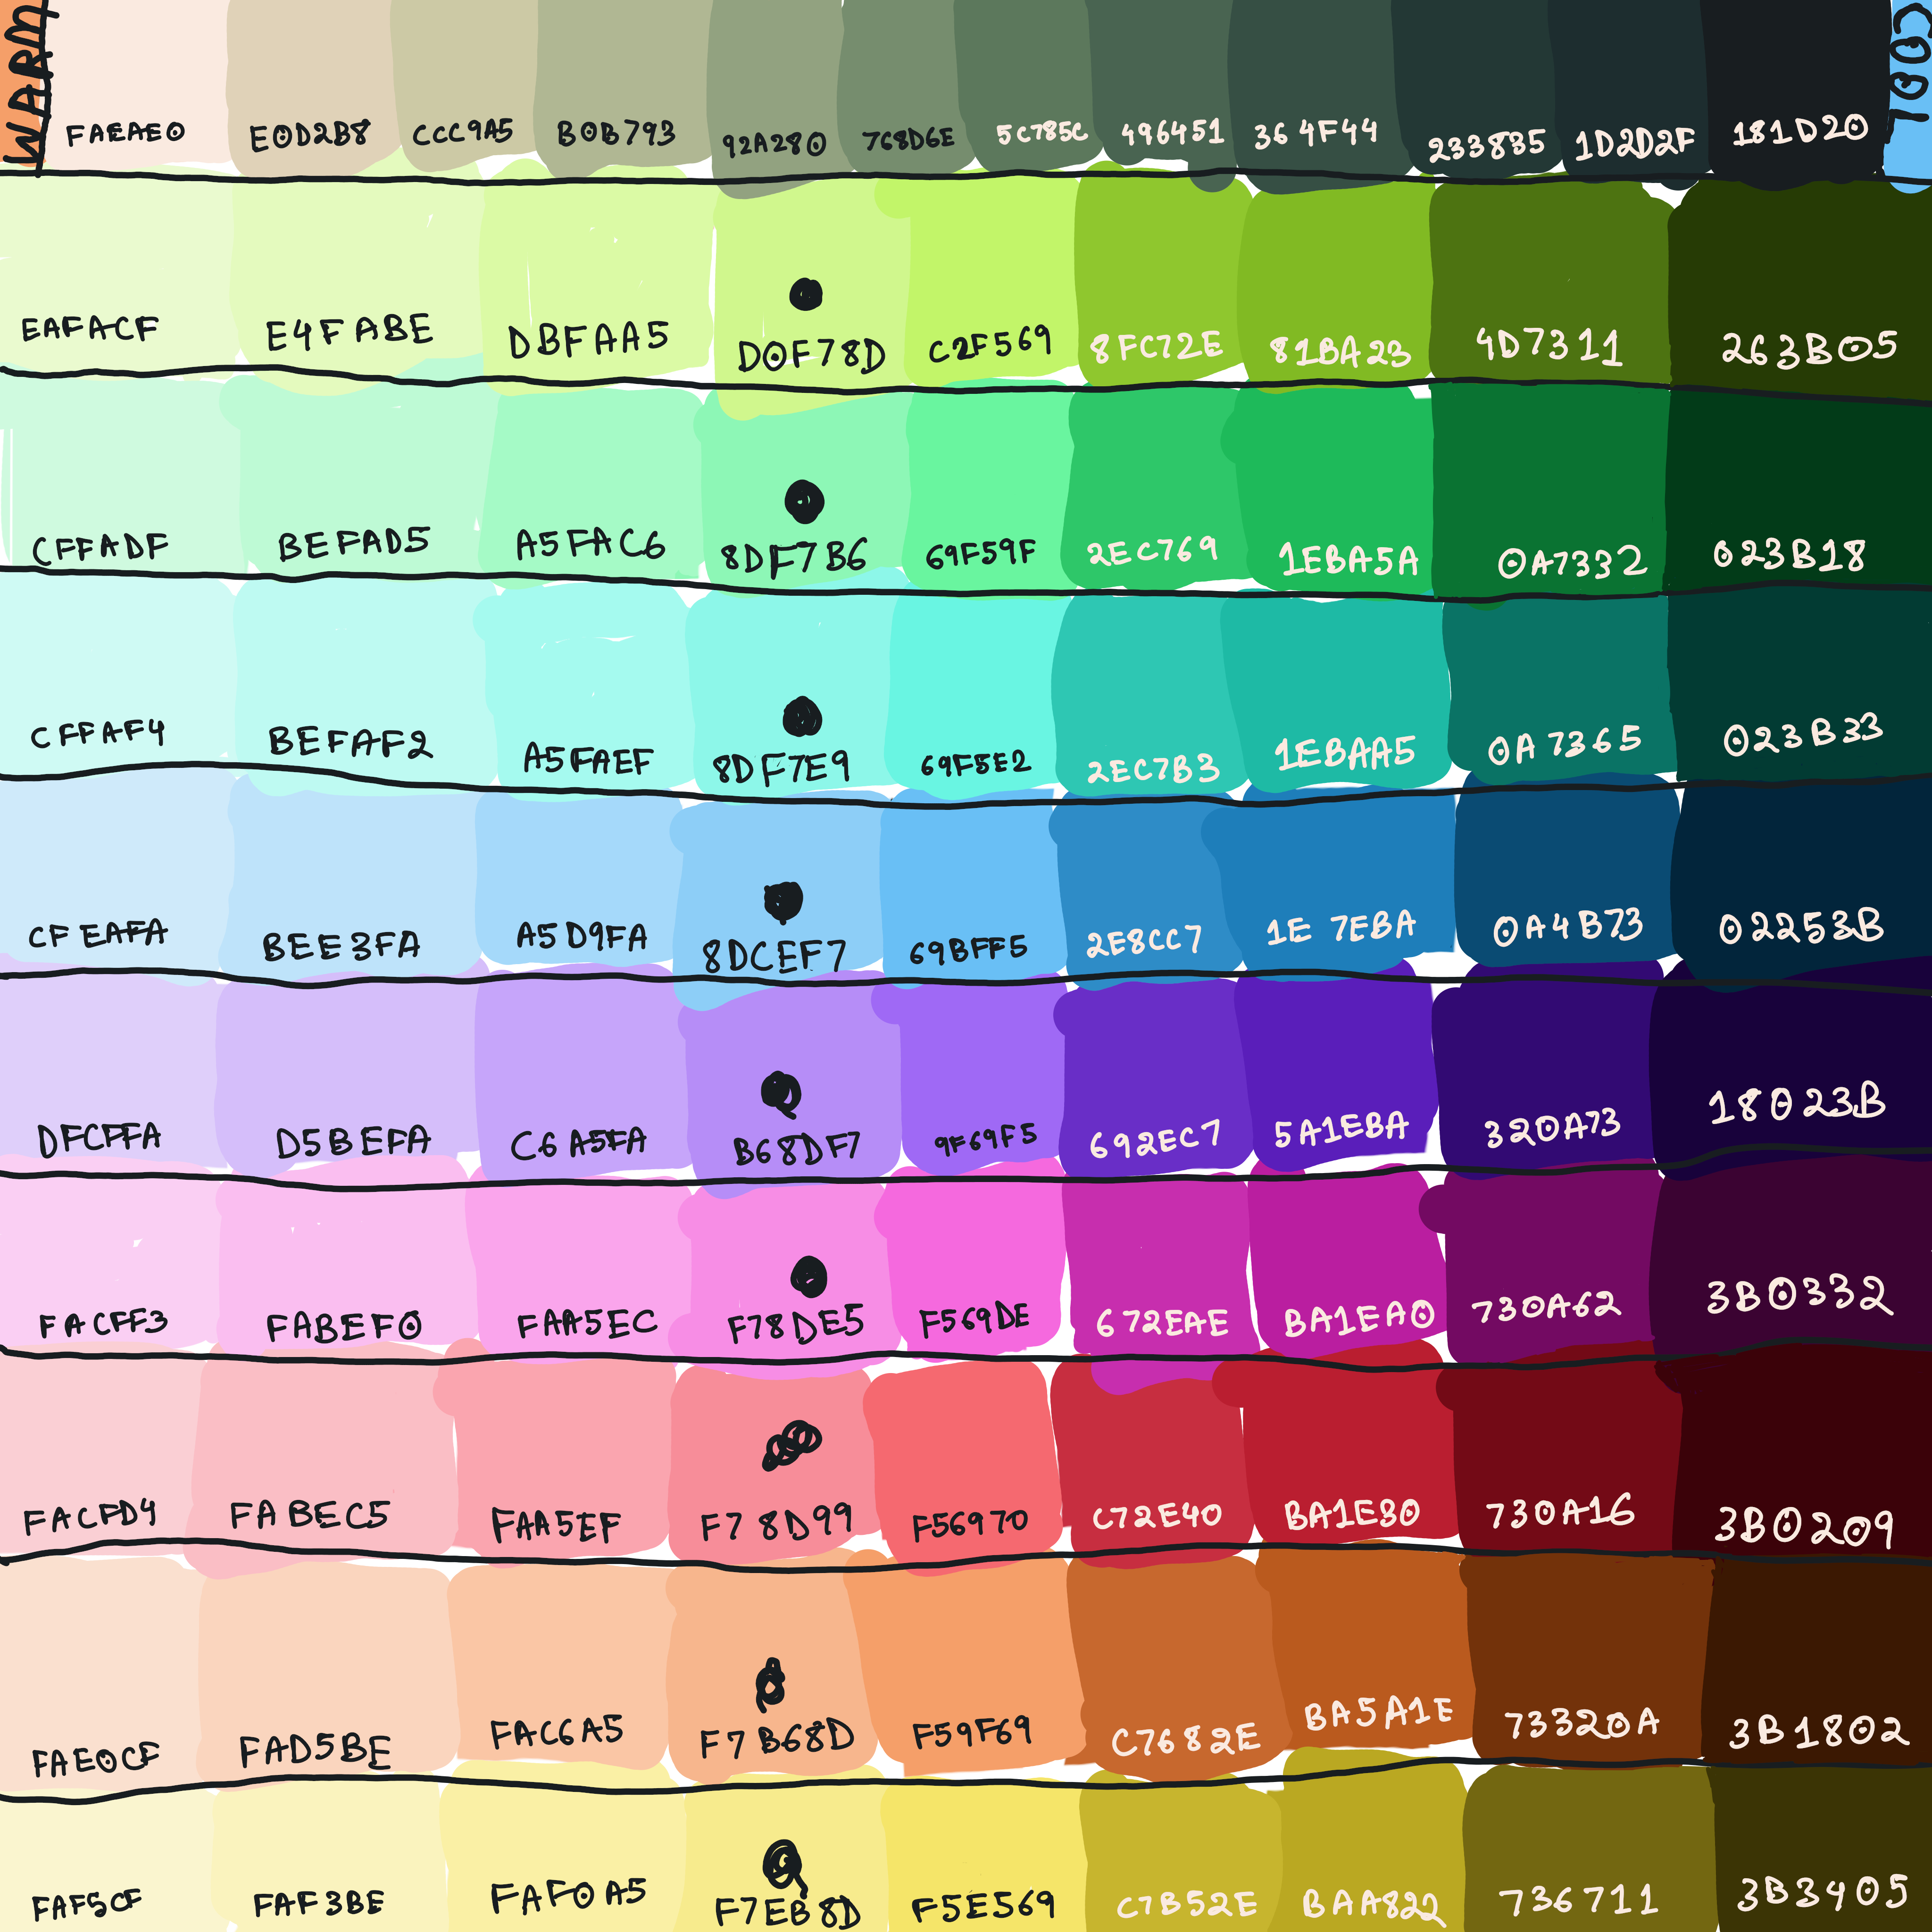 WARM FAEAE0 E0D2B8 CCC9A5 B0B793 92A280 768D6E 5C785C 496451 364F44 233835 1D2D2F 181D20 COOL
EAFACF E4FABE DBFAA5 D0F78D C2F569 8FC72E 81BA23 4D7311 263B05
CFFADF BEFAD5 A5FAC6 8DF7B6 69F59F 2EC769 1EBA5A 0A7332 023B18
CFFAF4 BEFAF2 A5FAEF 8DF7E9 69F5E2 2EC7B3 1EBAA5 0A7365 023B33
CFEAFA BEE3FA A5D9FA 8DCEF7 69BFF5 2E8CC7 1E7EBA 0A4B73 02253B
DFCFFA D5BEFA C6A5FA B68DF7 9F69F5 692EC7 5A1EBA 320A73 18023B
FACFF3 FABEF0 FAA5EC F78DE5 F569DE 672EAE BA1EA0 730A62 3B0332
FACFD4 FABEC5 FAA5EF F78D99 F56970 C72E40 BA1E30 730A16 3B0209
FAE0CF FAD5BE FAC6A5 F7B68D F59F69 C7682E BA5A1E 73320A 3B1802
FAF5CF FAF3BE FAF0A5 F7EB8D F5E569 C7B52E BAA822 736711 3B3405